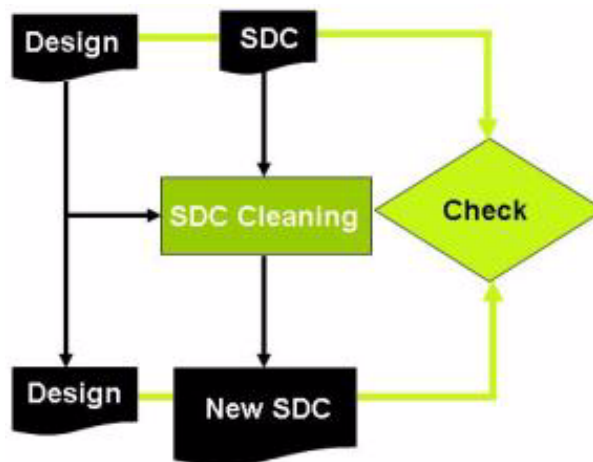 Design
SDC
SDC Cleaning
Check
Design
New SDC